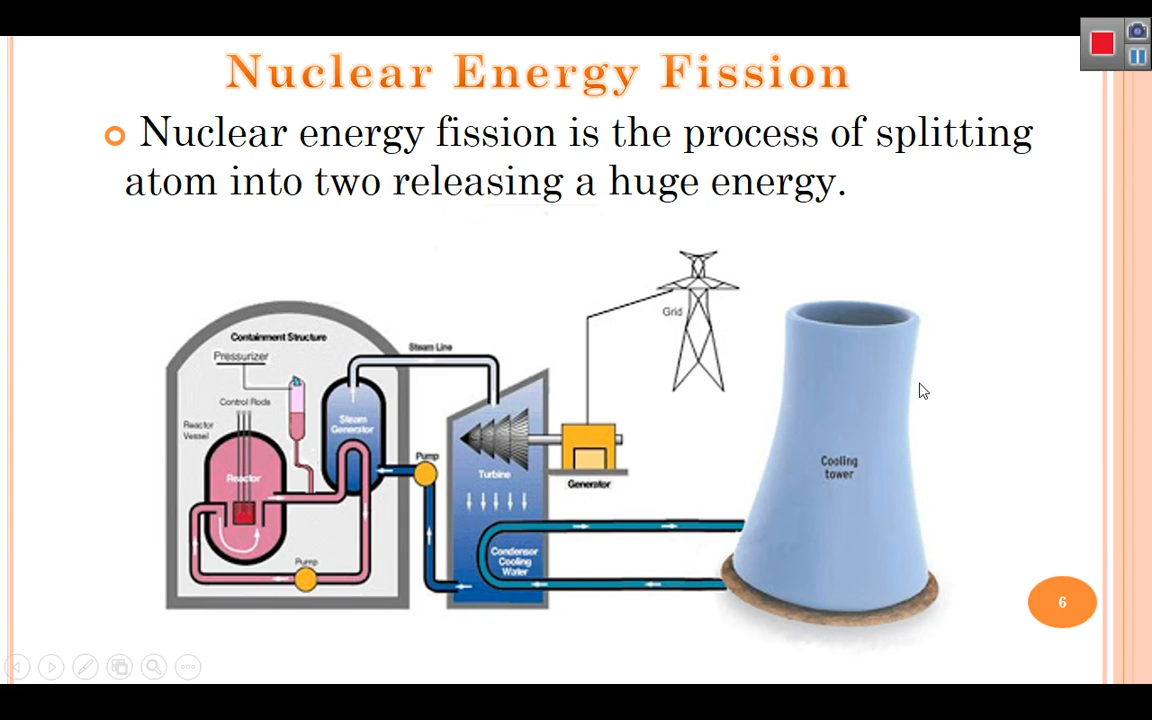 Nuclear Energy Fission
Nuclear energy fission is the process of splitting
atom into two releasing a huge energy.
Grid
Containment Structure
Pressurizer
Steam Line
Control Rods
Reactor
Vessel
Steam
Generator
Reactor
Pump
Pump
Turbine
Generator
Condensor
Cooling
Water
Cooling
tower
6